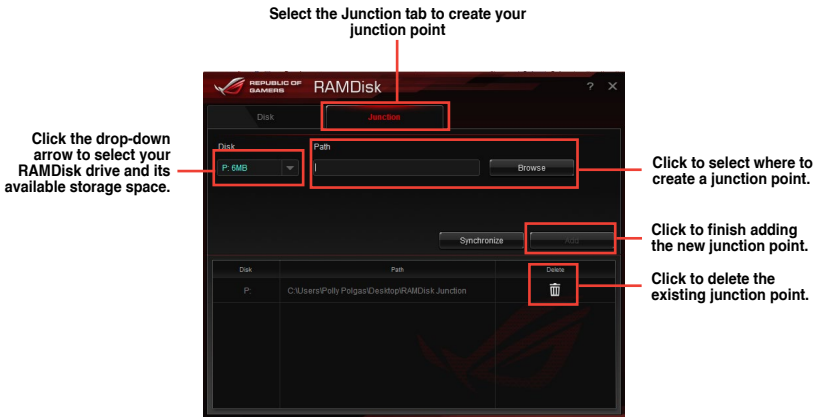 Select the Junction tab to create your
junction point
REPUBLIC OF
GAMERS
RAMDisk
? ×
Disk
Junction
Click the drop-down
arrow to select your
RAMDisk drive and its
available storage space.
Disk
Path
P: 6MB
Browse
Click to select where to
create a junction point.
Synchronize
Add
Click to finish adding
the new junction point.
Disk
Path
Delete
P:
C:\Users\Polly Polgas\Desktop\RAMDisk Junction
Click to delete the
existing junction point.